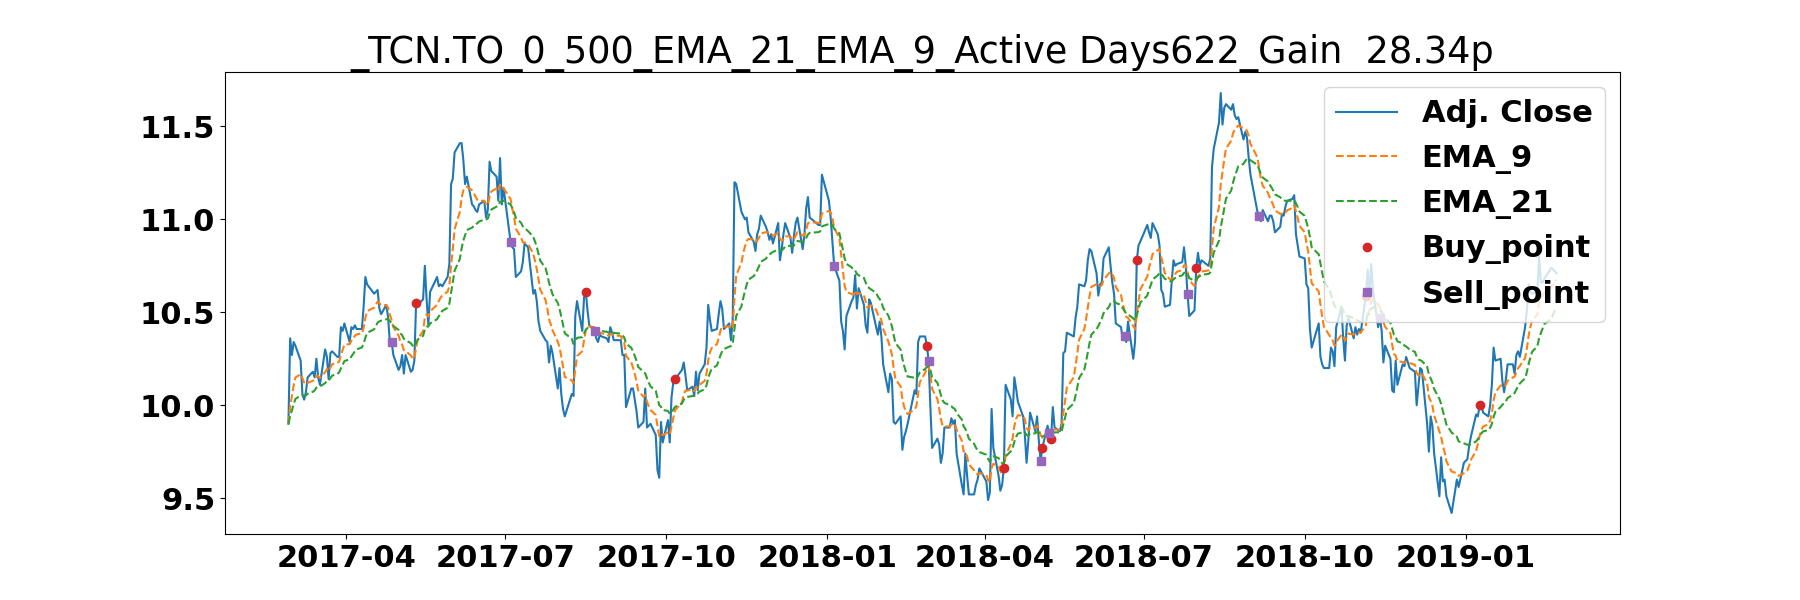 _TCN.TO_0_500_EMA_21_EMA_9_Active Days622_Gain  28.34p
11.5
11.0
10.5
10.0
9.5
2017-04 2017-07 2017-10 2018-01 2018-04 2018-07 2018-10 2019-01
Adj. Close
EMA_9
EMA_21
Buy_point
Sell_point